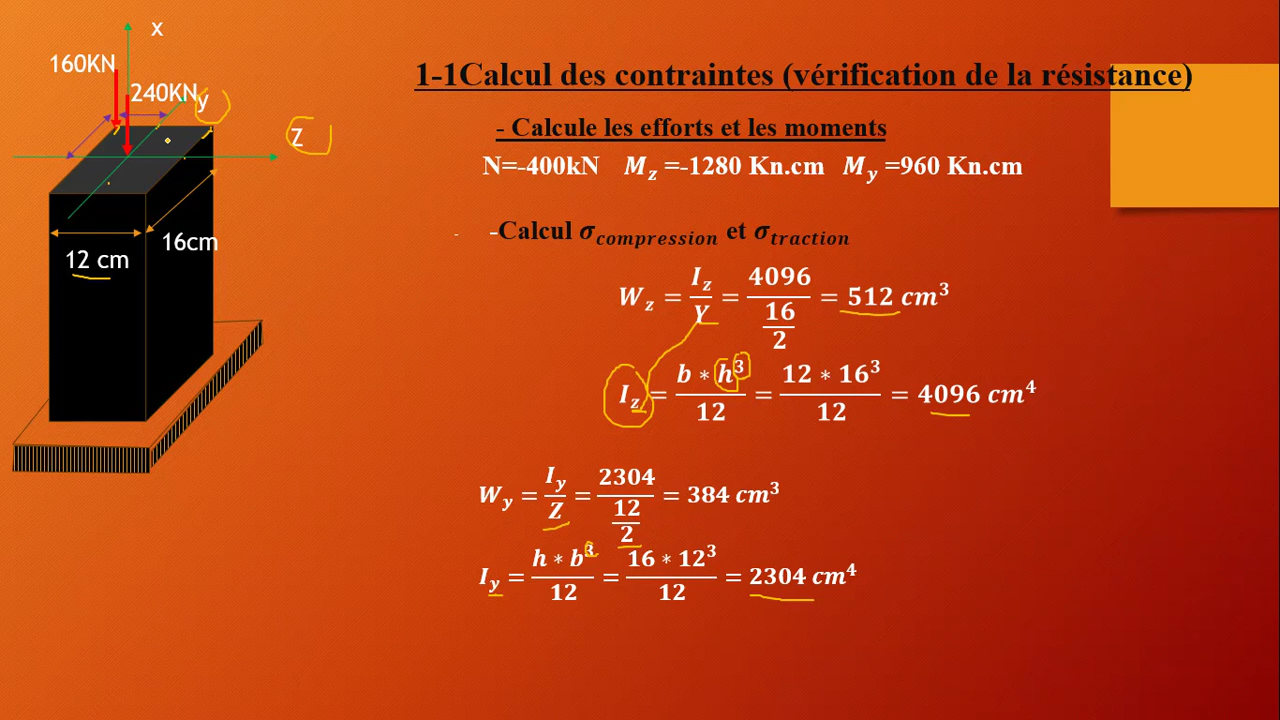 x
160KN
240KN
y
Z
12 cm
16cm
1-1Calcul des contraintes (vérification de la résistance)
- Calcule les efforts et les moments
N=-400kN M_z =-1280 Kn.cm M_y =960 Kn.cm
-Calcul σ_compression et σ_traction
W_z = I_z/Y = 4096/(16/2) = 512 cm³
I_z = b * h³/12 = 12 * 16³/12 = 4096 cm⁴
W_y = I_y/Z = 2304/(12/2) = 384 cm³
I_y = h * b³/12 = 16 * 12³/12 = 2304 cm⁴